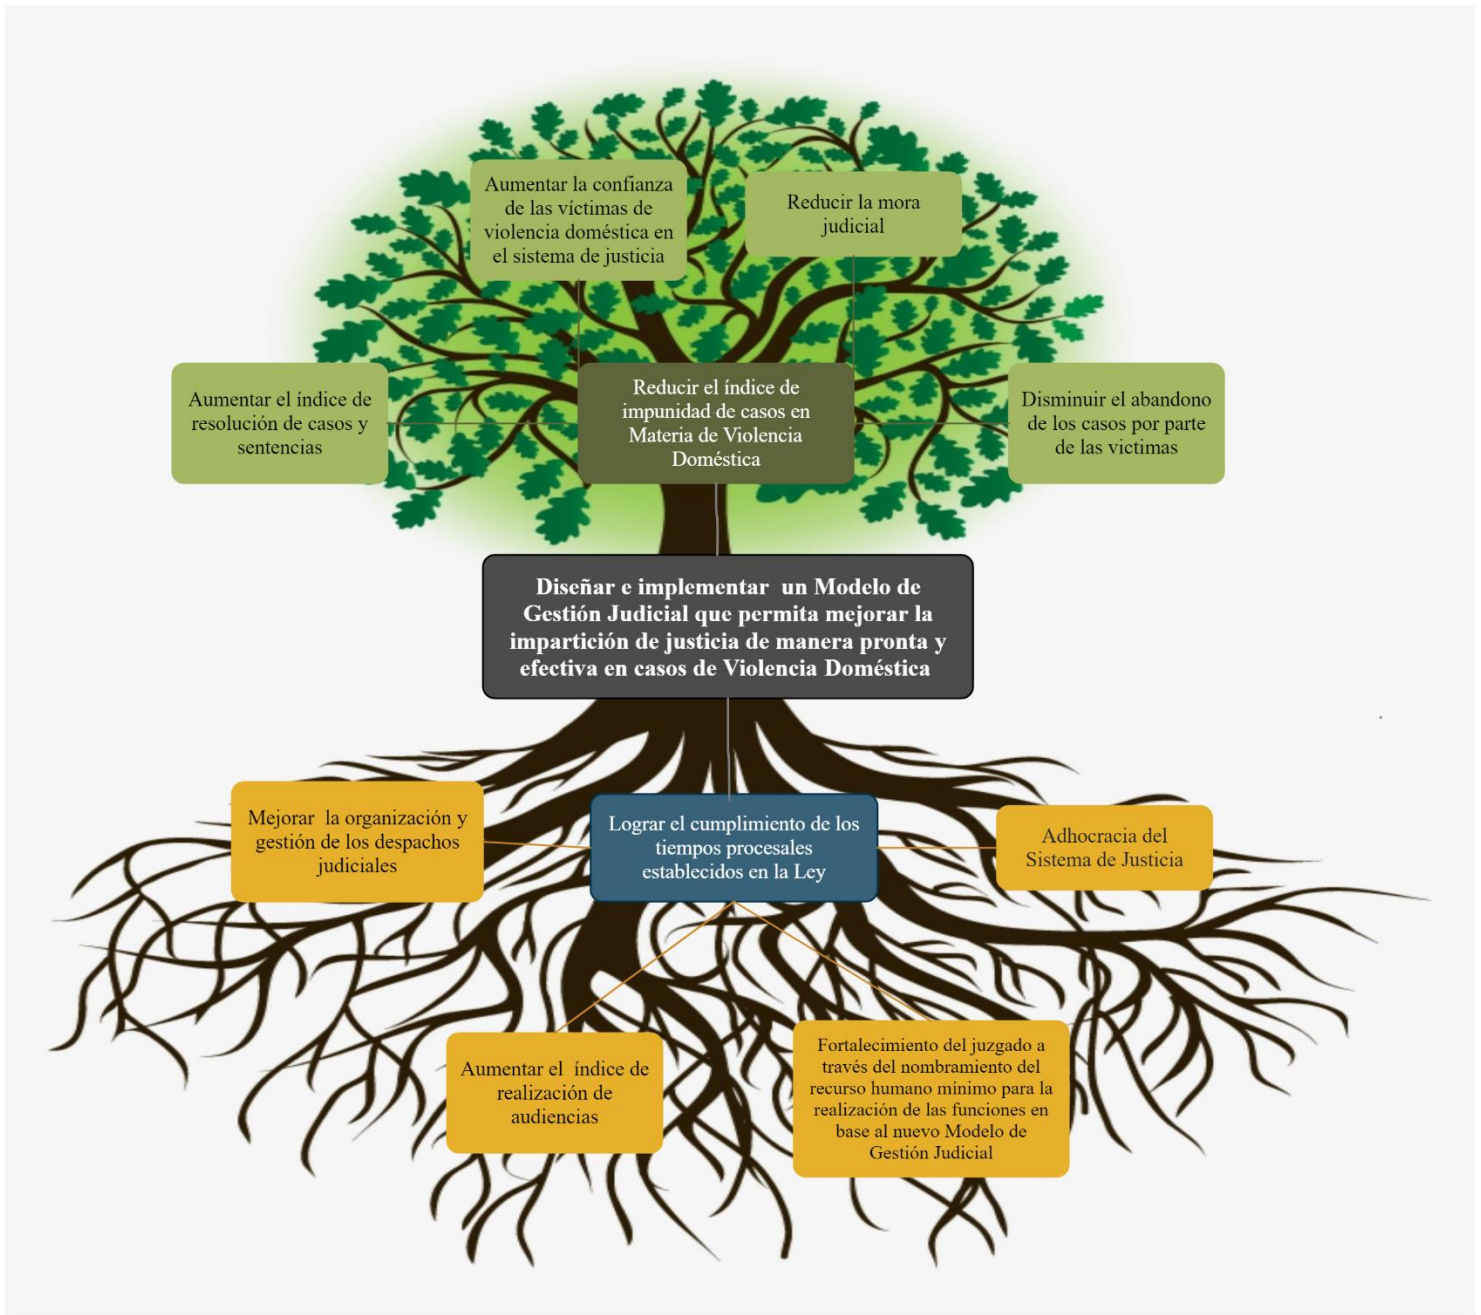 Aumentar la confianza
de las víctimas de
violencia doméstica en
el sistema de justicia
Reducir la mora
judicial
Aumentar el índice de
resolución de casos y
sentencias
Reducir el índice de
impunidad de casos en
Materia de Violencia
Doméstica
Disminuir el abandono
de los casos por parte
de las victimas
Diseñar e implementar un Modelo de
Gestión Judicial que permita mejorar la
impartición de justicia de manera pronta y
efectiva en casos de Violencia Doméstica
Mejorar la organización y
gestión de los despachos
judiciales
Lograr el cumplimiento de los
tiempos procesales
establecidos en la Ley
Adhocracia del
Sistema de Justicia
Aumentar el índice de
realización de
audiencias
Fortalecimiento del juzgado a
través del nombramiento del
recurso humano mínimo para la
realización de las funciones en
base al nuevo Modelo de
Gestión Judicial